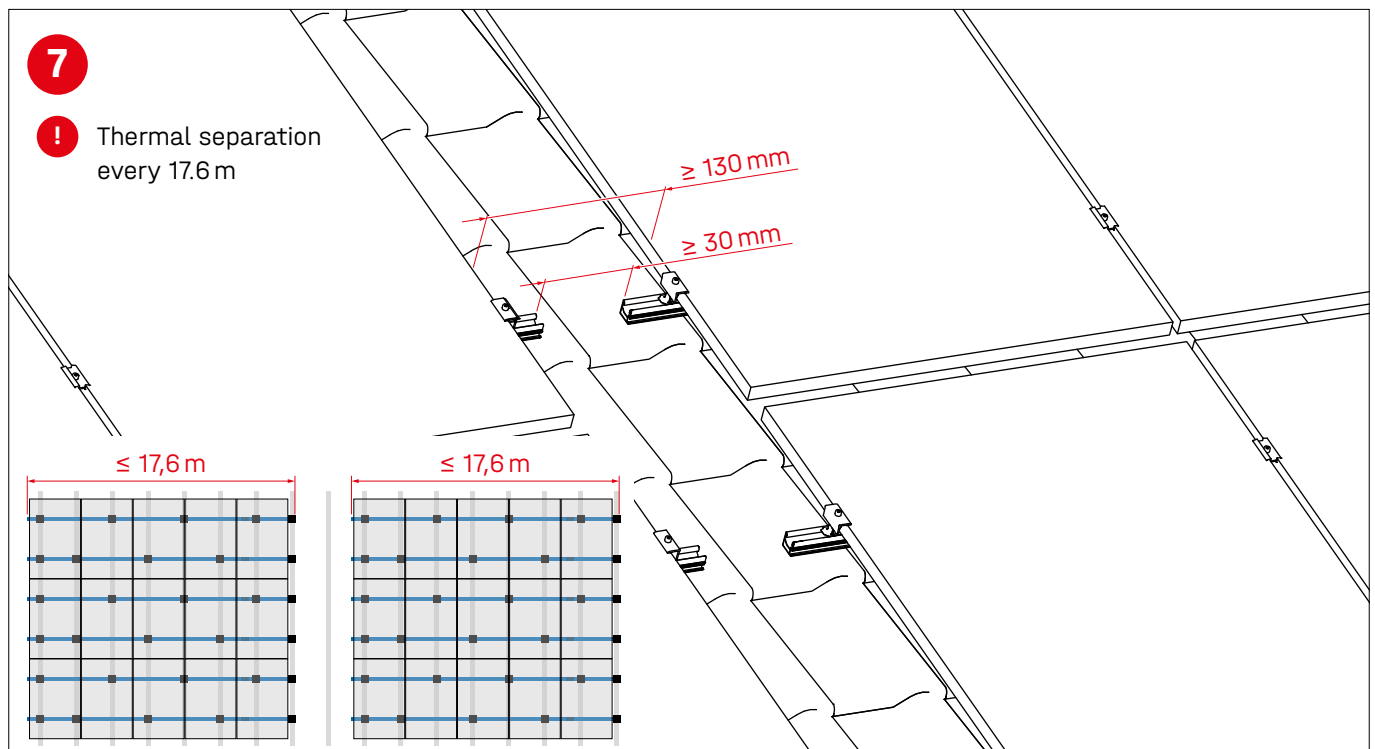 7
! Thermal separation
every 17.6 m
≥ 130 mm
≥ 30 mm
≤ 17,6 m
≤ 17,6 m